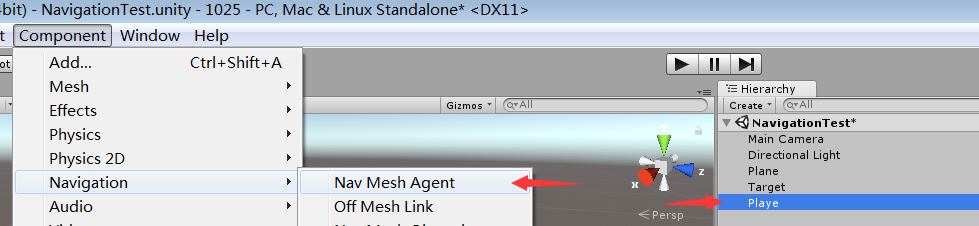 bit) - NavigationTest.unity - 1025 - PC, Mac & Linux Standalone* <DX11>
Component Window Help
Add... Ctrl+Shift+A
Mesh
Effects
Physics
Physics 2D
Navigation
Audio
Nav Mesh Agent
Off Mesh Link
Gizmos All
y
x
z
Persp
Hierarchy
Create All
NavigationTest*
Main Camera
Directional Light
Plane
Target
Playe